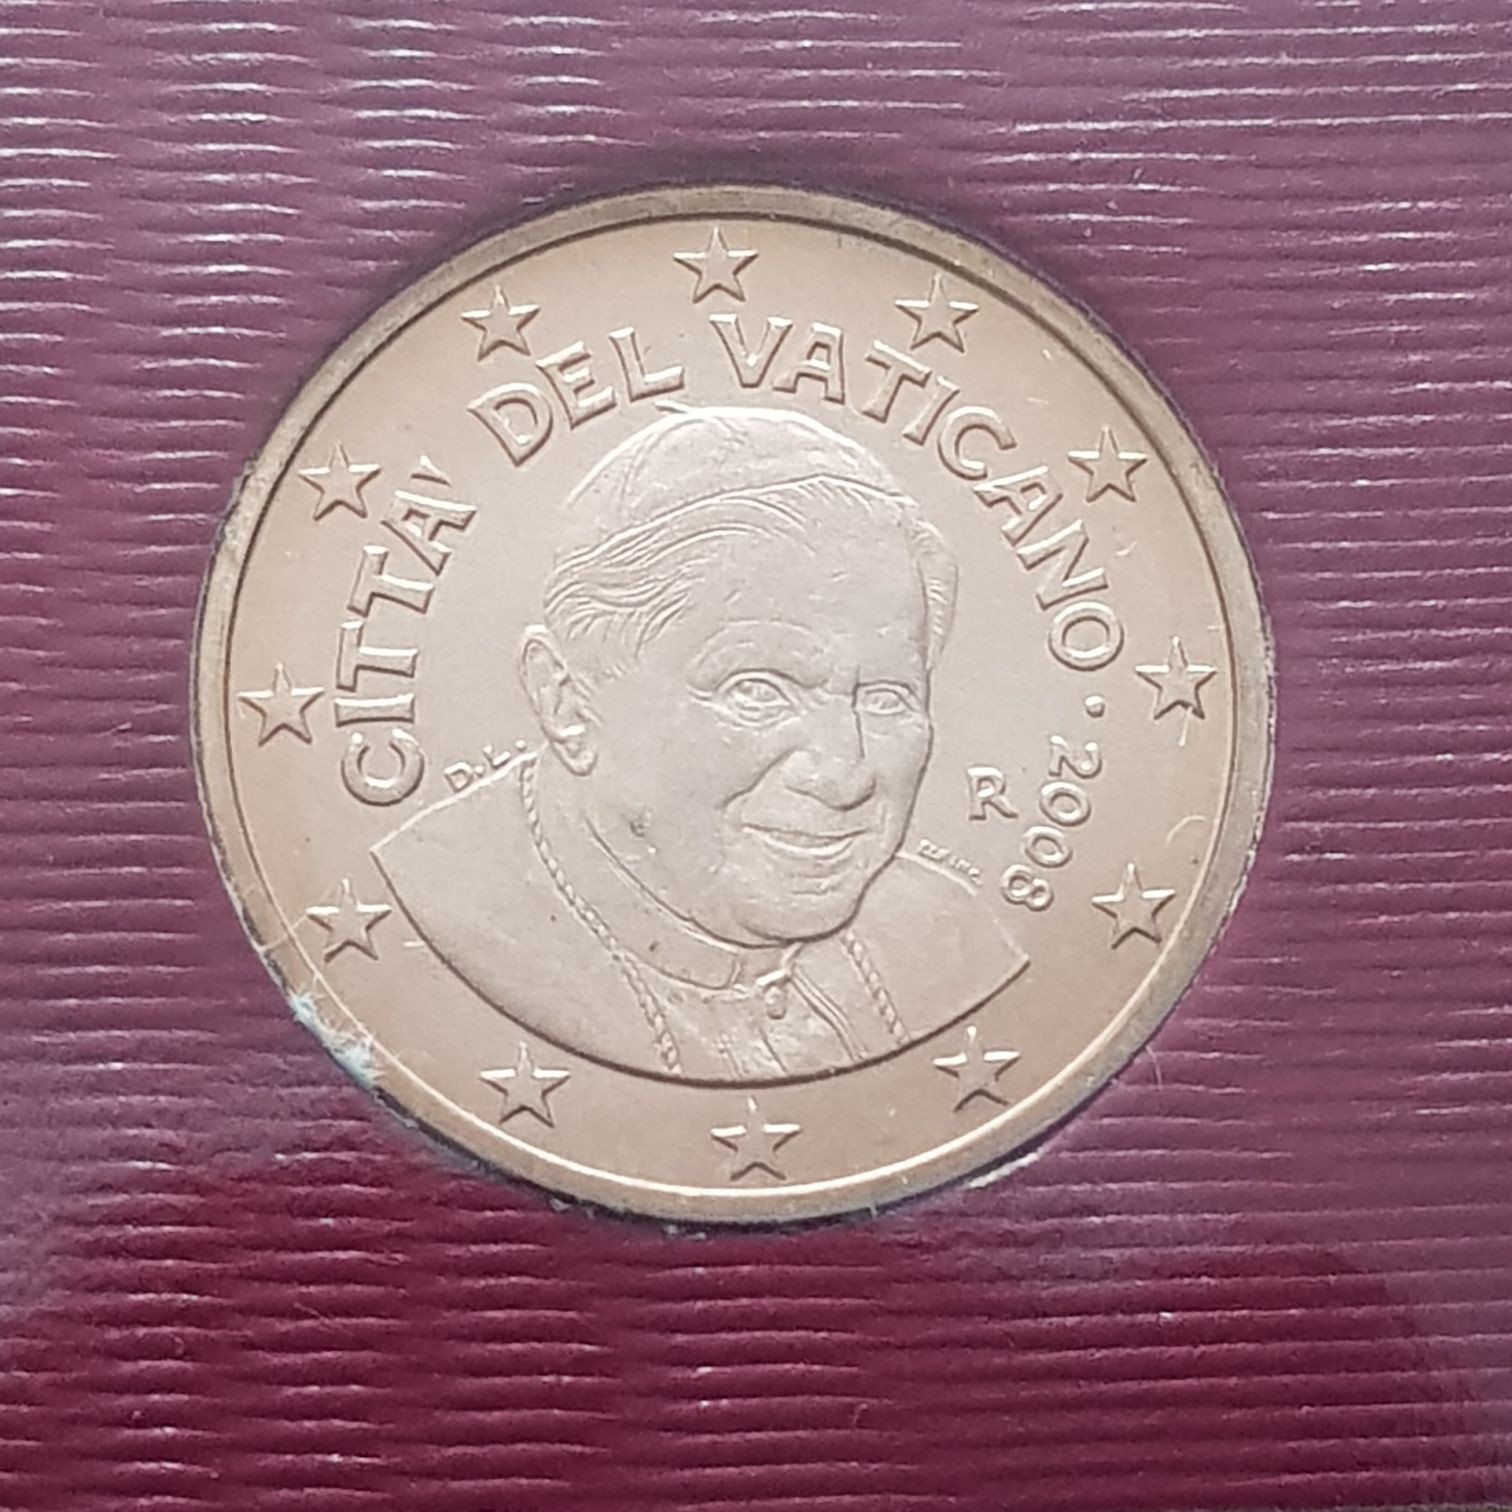 CITTA' DEL VATICANO · 2008
D.L.
R